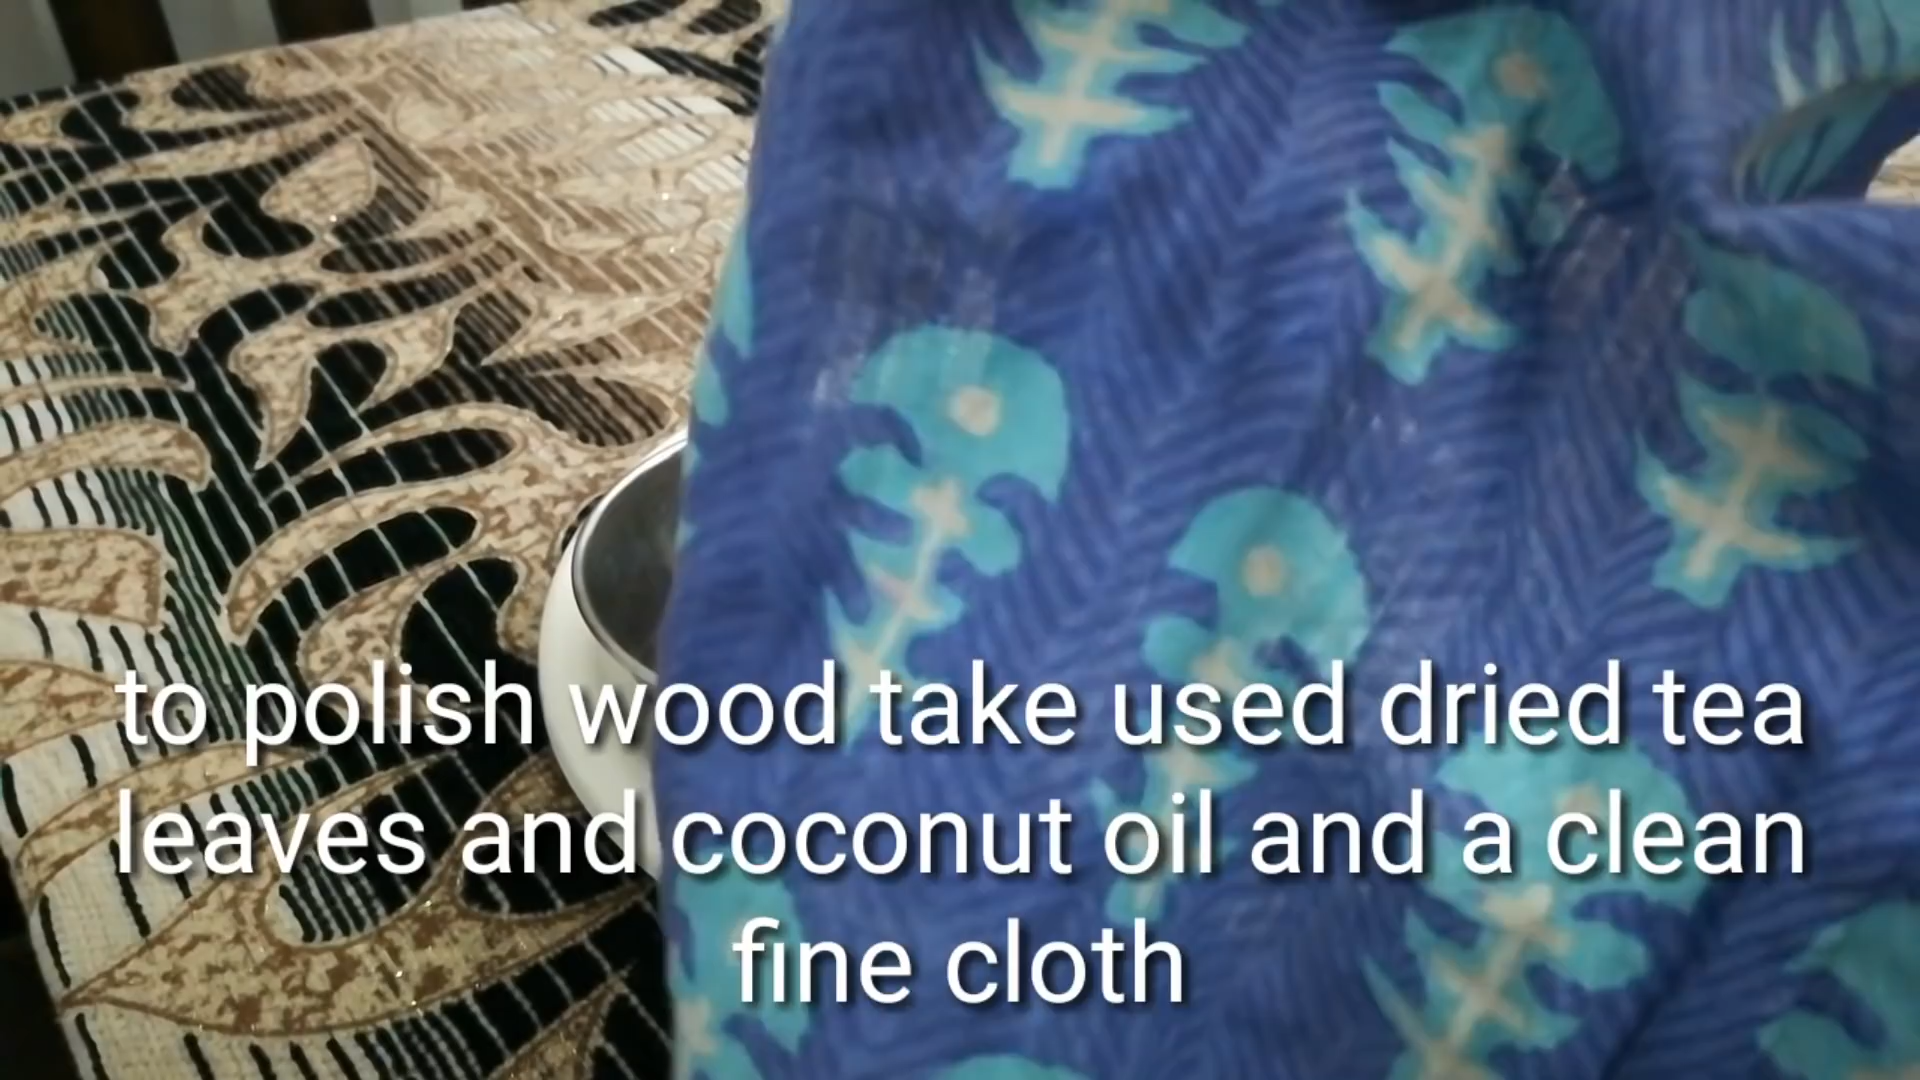 to polish wood take used dried tea
leaves and coconut oil and a clean
fine cloth